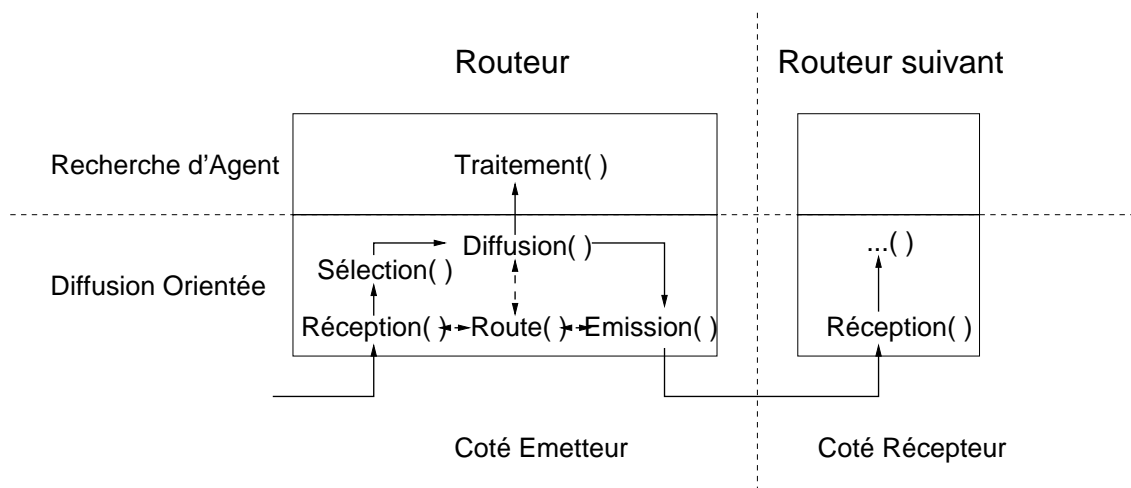 Routeur
Routeur suivant
Recherche d'Agent
Traitement( )
Diffusion( )
...( )
Sélection( )
Diffusion Orientée
Réception( )
Route( )
Emission( )
Réception( )
Coté Emetteur
Coté Récepteur